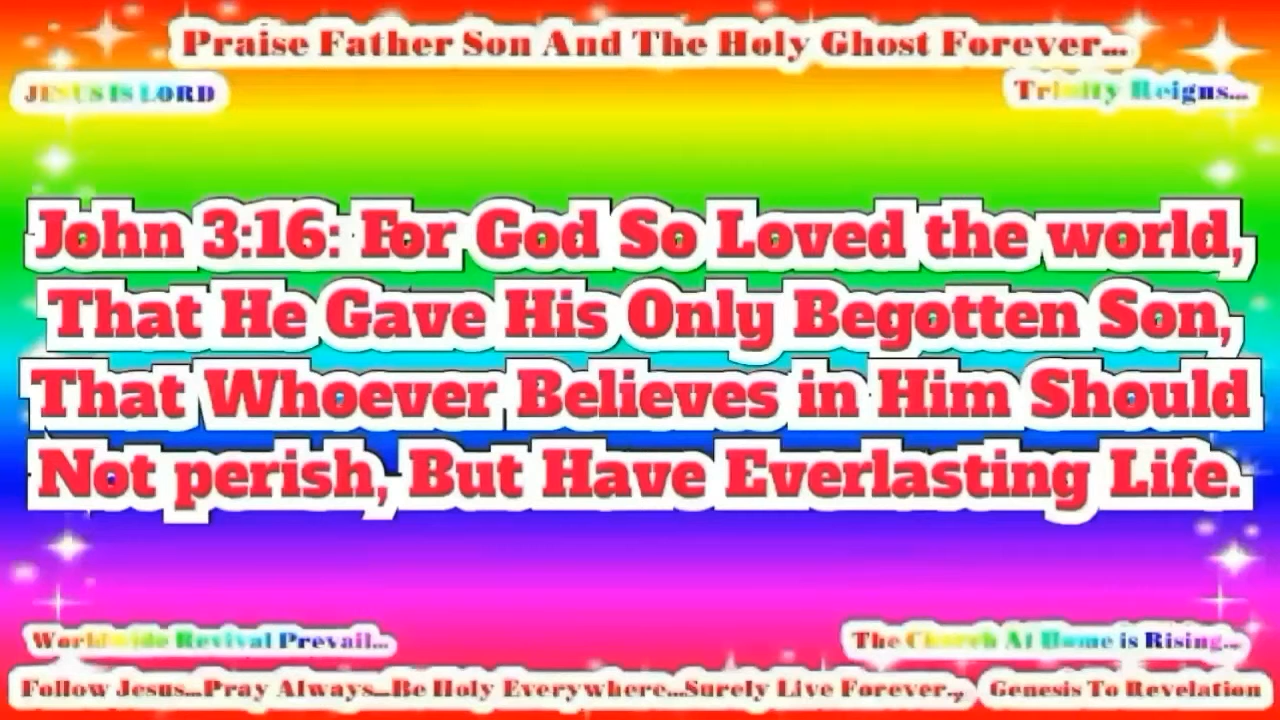 Praise Father Son And The Holy Ghost Forever...
JESUS IS LORD
Trinity Reigns...
John 3:16: For God So Loved the world,
That He Gave His Only Begotten Son,
That Whoever Believes in Him Should
Not perish, But Have Everlasting Life.
Worldwide Revival Prevail...
The Church At Home is Rising...
Follow Jesus...Pray Always...Be Holy Everywhere...Surely Live Forever..,
Genesis To Revelation